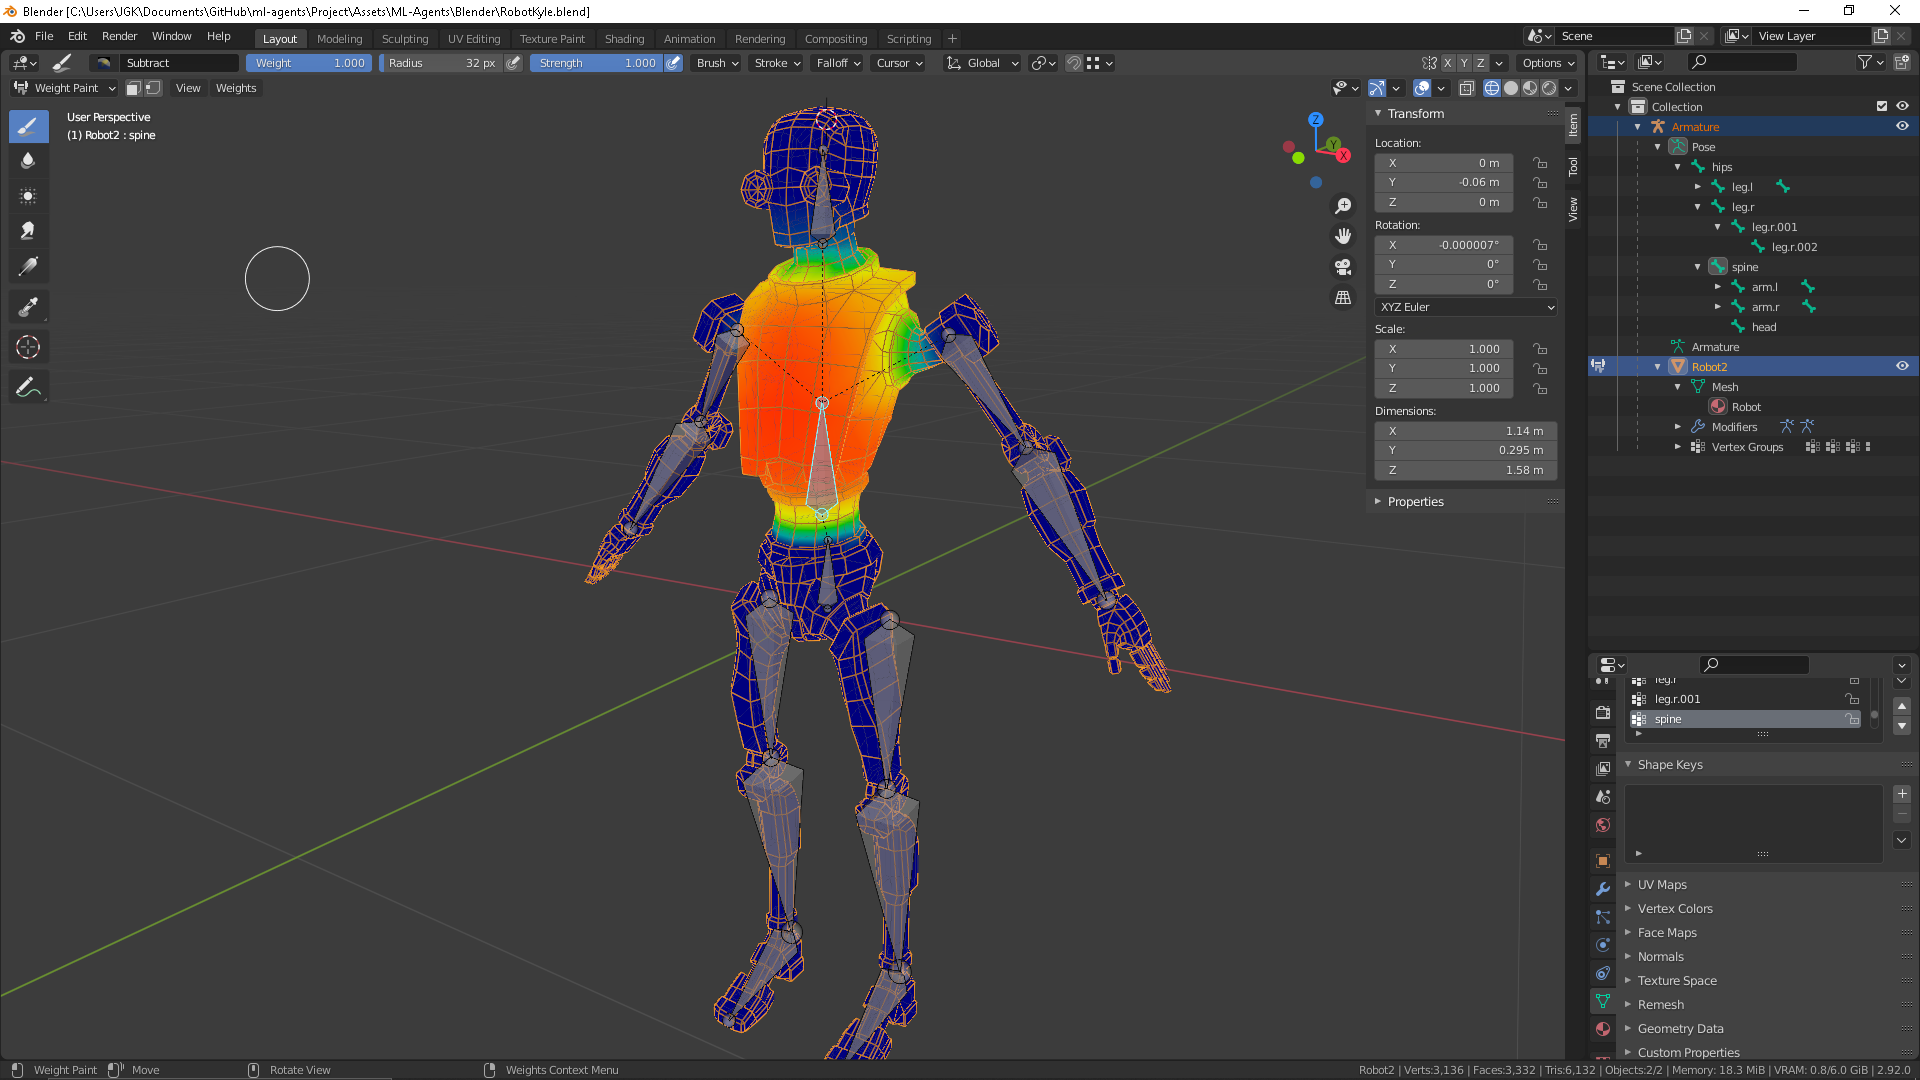 Blender [C:\Users\JGK\Documents\GitHub\ml-agents\Project\Assets\ML-Agents\Blender\RobotKyle.blend]
File Edit Render Window Help Layout Modeling Sculpting UV Editing Texture Paint Shading Animation Rendering Compositing Scripting + Scene View Layer
Subtract Weight 1.000 Radius 32 px Strength 1.000 Brush Stroke Falloff Cursor Global X Y Z Options
Weight Paint View Weights
User Perspective
(1) Robot2 : spine
Z
Y
X
Transform
Location:
X 0 m
Y -0.06 m
Z 0 m
Rotation:
X -0.000007°
Y 0°
Z 0°
XYZ Euler
Scale:
X 1.000
Y 1.000
Z 1.000
Dimensions:
X 1.14 m
Y 0.295 m
Z 1.58 m
Properties
Item
Tool
View
Scene Collection
Collection
Armature
Pose
hips
leg.l
leg.r
leg.r.001
leg.r.002
spine
arm.l
arm.r
head
Armature
Robot2
Mesh
Robot
Modifiers
Vertex Groups
leg.r
leg.r.001
spine
Shape Keys
UV Maps
Vertex Colors
Face Maps
Normals
Texture Space
Remesh
Geometry Data
Custom Properties
Weight Paint Move Rotate View Weights Context Menu Robot2 | Verts:3,136 | Faces:3,332 | Tris:6,132 | Objects:2/2 | Memory: 18.3 MiB | VRAM: 0.8/6.0 GiB | 2.92.0